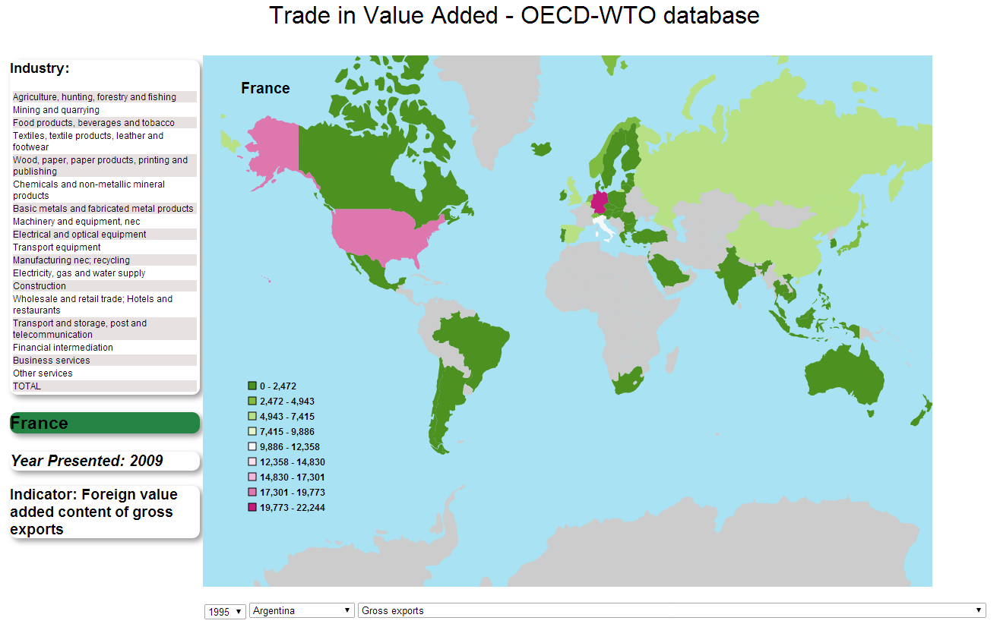 Trade in Value Added - OECD-WTO database
Industry:
Agriculture, hunting, forestry and fishing
Mining and quarrying
Food products, beverages and tobacco
Textiles, textile products, leather and
footwear
Wood, paper, paper products, printing and
publishing
Chemicals and non-metallic mineral
products
Basic metals and fabricated metal products
Machinery and equipment, nec
Electrical and optical equipment
Transport equipment
Manufacturing nec; recycling
Electricity, gas and water supply
Construction
Wholesale and retail trade; Hotels and
restaurants
Transport and storage, post and
telecommunication
Financial intermediation
Business services
Other services
TOTAL
France
Year Presented: 2009
Indicator: Foreign value
added content of gross
exports
France
0 - 2,472
2,472 - 4,943
4,943 - 7,415
7,415 - 9,886
9,886 - 12,358
12,358 - 14,830
14,830 - 17,301
17,301 - 19,773
19,773 - 22,244
1995 Argentina Gross exports